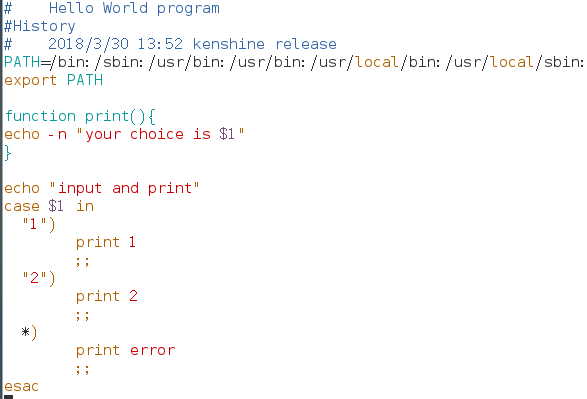 #    Hello World program
#History
#    2018/3/30 13:52 kenshine release
PATH=/bin:/sbin:/usr/bin:/usr/bin:/usr/local/bin:/usr/local/sbin:
export PATH
function print(){
echo -n "your choice is $1"
}
echo "input and print"
case $1 in
  "1")
        print 1
        ;;
  "2")
        print 2
        ;;
  *)
        print error
        ;;
esac